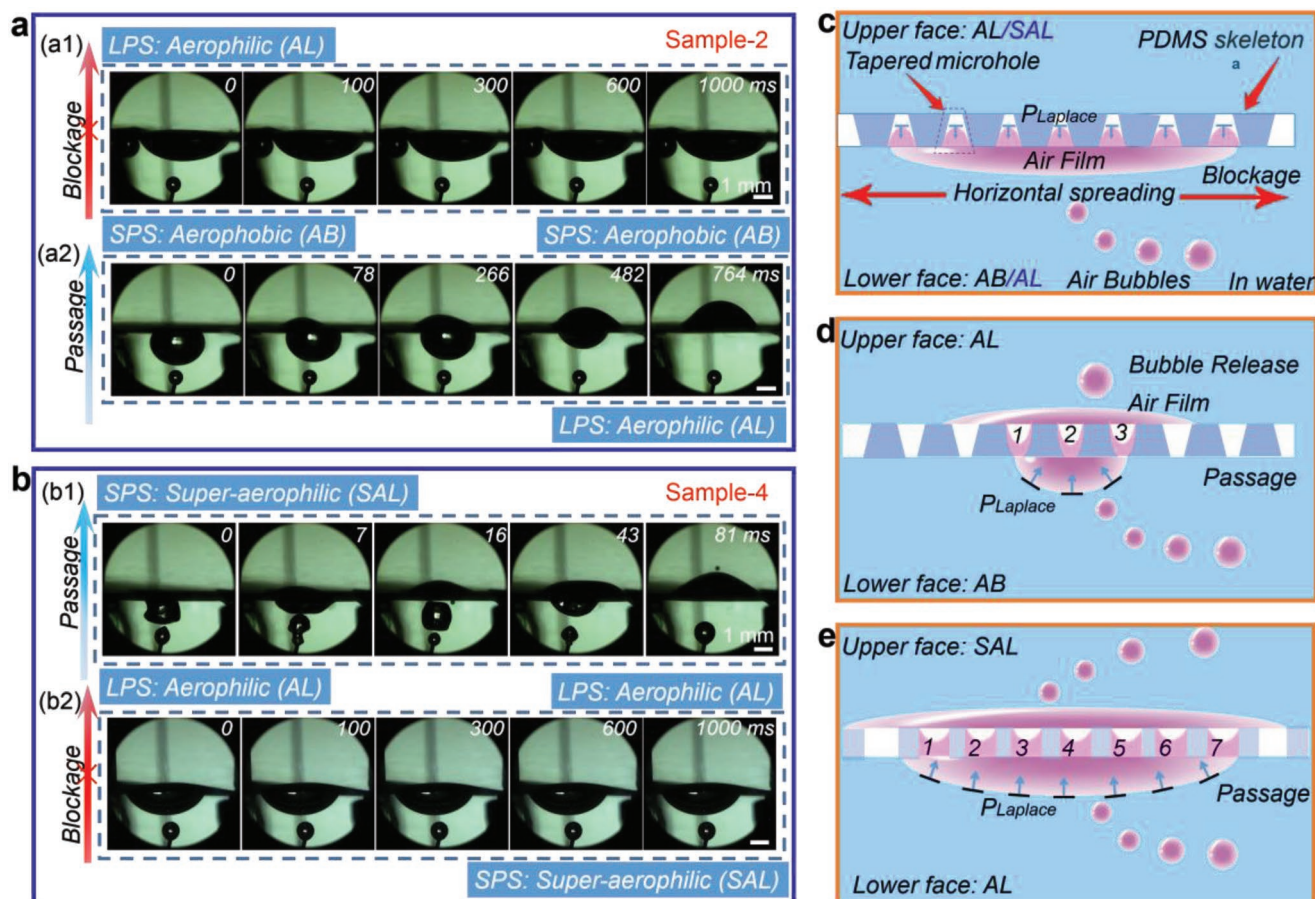 a
(a1)
LPS: Aerophilic (AL)
Sample-2
Blockage
0
100
300
600
1000 ms
1 mm
SPS: Aerophobic (AB)
SPS: Aerophobic (AB)
(a2)
Passage
0
78
266
482
764 ms
LPS: Aerophilic (AL)
b
(b1)
SPS: Super-aerophilic (SAL)
Sample-4
Passage
0
7
16
43
81 ms
1 mm
LPS: Aerophilic (AL)
LPS: Aerophilic (AL)
(b2)
Blockage
0
100
300
600
1000 ms
SPS: Super-aerophilic (SAL)
c
Upper face: AL/SAL
PDMS skeleton
Tapered microhole
a
PLaplace
Air Film
Blockage
Horizontal spreading
Lower face: AB/AL
Air Bubbles
In water
d
Upper face: AL
Bubble Release
Air Film
1 2 3
Passage
PLaplace
Lower face: AB
e
Upper face: SAL
1 2 3 4 5 6 7
PLaplace
Passage
Lower face: AL